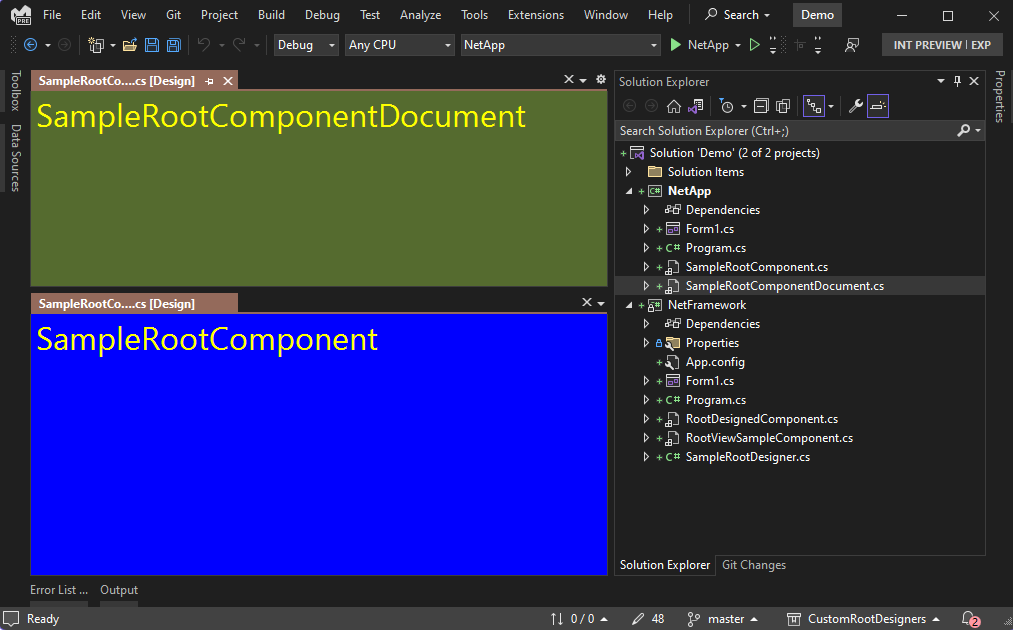 PRE
File Edit View Git Project Build Debug Test Analyze Tools Extensions Window Help Search Demo
Debug Any CPU NetApp NetApp INT PREVIEW | EXP
Toolbox
Data Sources
SampleRootCo....cs [Design]
SampleRootComponentDocument
SampleRootCo....cs [Design]
SampleRootComponent
Solution Explorer
Search Solution Explorer (Ctrl+;)
Solution 'Demo' (2 of 2 projects)
Solution Items
C# NetApp
Dependencies
Form1.cs
C# Program.cs
SampleRootComponent.cs
SampleRootComponentDocument.cs
NetFramework
Dependencies
Properties
App.config
Form1.cs
C# Program.cs
RootDesignedComponent.cs
RootViewSampleComponent.cs
C# SampleRootDesigner.cs
Solution Explorer Git Changes
Properties
Error List ... Output
Ready 0 / 0 48 master CustomRootDesigners 2